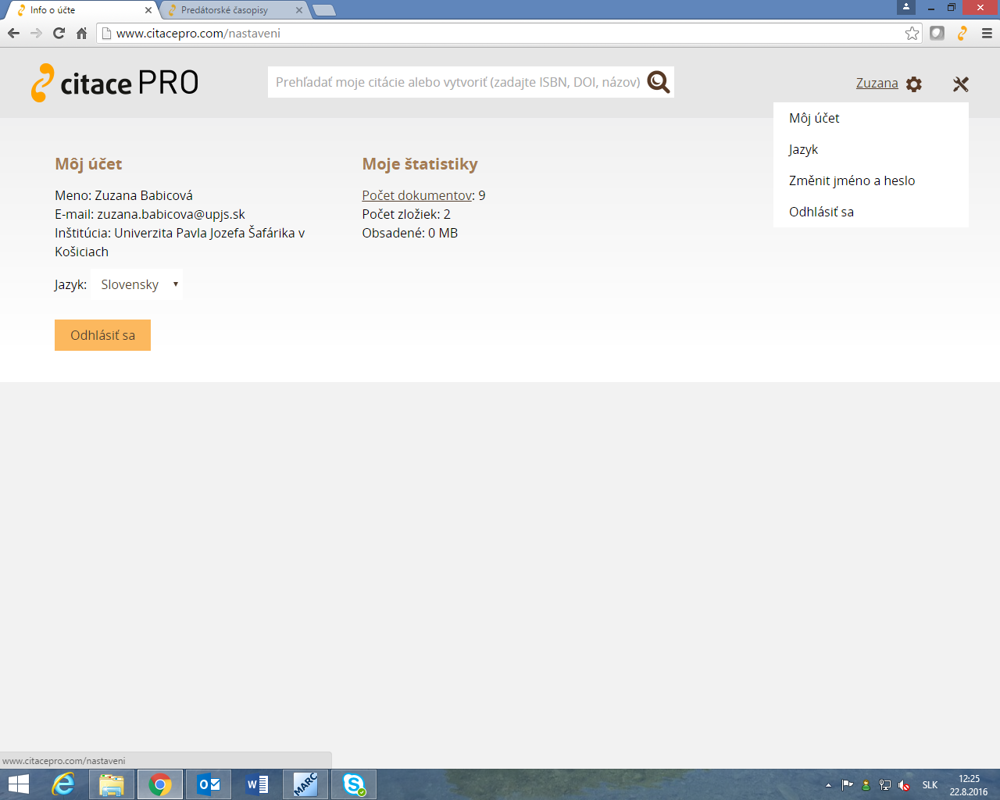 Info o účte
Predátorské časopisy
www.citacepro.com/nastaveni
citace PRO
Prehľadať moje citácie alebo vytvoriť (zadajte ISBN, DOI, názov)
Zuzana
Môj účet
Jazyk
Změnit jméno a heslo
Odhlásiť sa
Môj účet
Meno: Zuzana Babicová
E-mail: zuzana.babicova@upjs.sk
Inštitúcia: Univerzita Pavla Jozefa Šafárika v
Košiciach
Jazyk: Slovensky
Odhlásiť sa
Moje štatistiky
Počet dokumentov: 9
Počet zložiek: 2
Obsadené: 0 MB
www.citacepro.com/nastaveni
MARC
SLK
12:25
22.8.2016